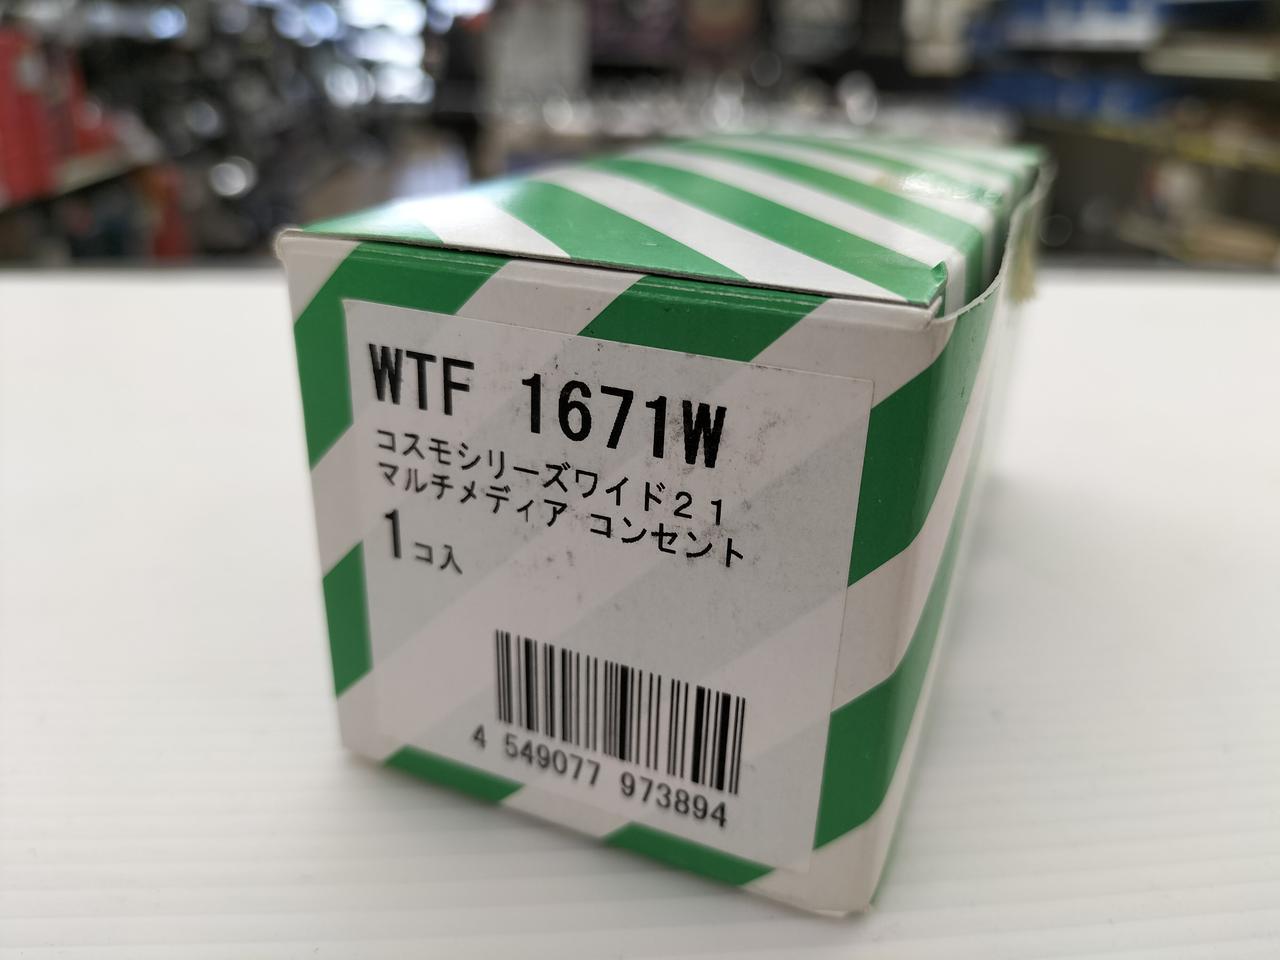 WTF 1671W
コスモシリーズワイド２１
マルチメディア コンセント
1コ入
4 549077 973894